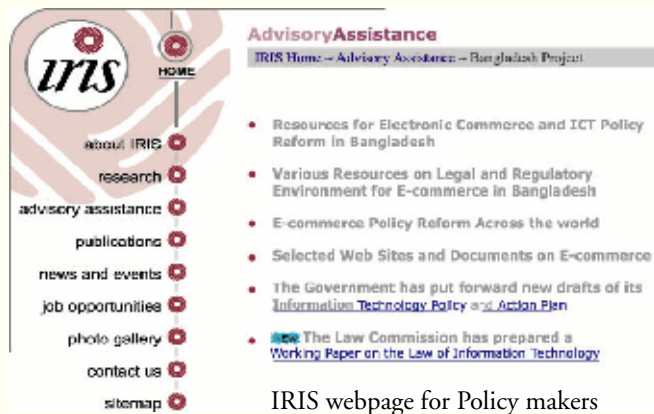 iris
HOME
about IRIS
research
advisory assistance
publications
news and events
job opportunities
photo gallery
contact us
sitemap
AdvisoryAssistance
IRIS Home -- Advisory Assistance -- Bangladesh Project
• Resources for Electronic Commerce and ICT Policy
Reform in Bangladesh
• Various Resources on Legal and Regulatory
Environment for E-commerce in Bangladesh
• E-commerce Policy Reform Across the world
• Selected Web Sites and Documents on E-commerce
• The Government has put forward new drafts of its
Information Technology Policy and Action Plan
• NEW The Law Commission has prepared a
Working Paper on the Law of Information Technology
IRIS webpage for Policy makers